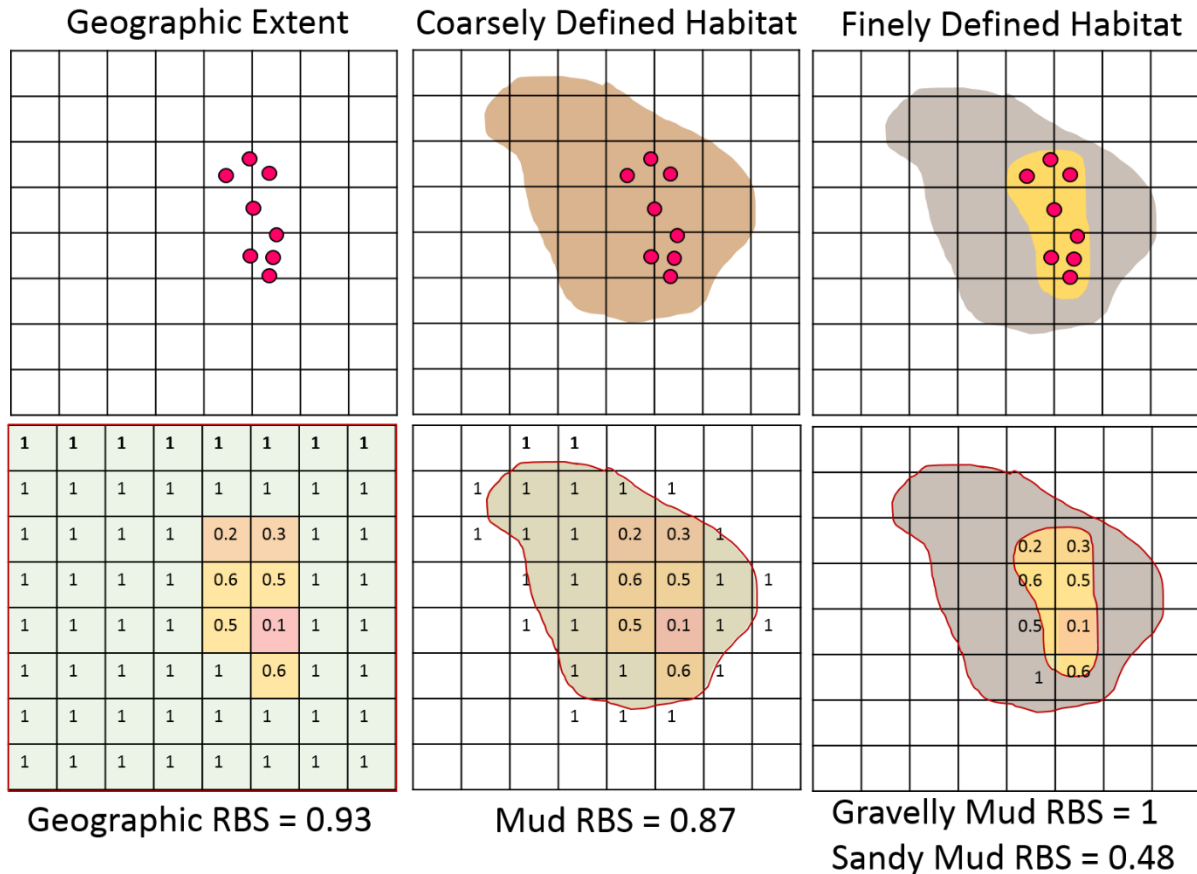 Geographic Extent
Coarsely Defined Habitat
Finely Defined Habitat
1 1 1 1 1 1 1 1
1 1 1 1 1 1 1 1
1 1 1 1 0.2 0.3 1 1
1 1 1 1 0.6 0.5 1 1
1 1 1 1 0.5 0.1 1 1
1 1 1 1 1 0.6 1 1
1 1 1 1 1 1 1 1
1 1 1 1 1 1 1 1
Geographic RBS = 0.93
1 1
1 1 1 1 1
1 1 1 0.2 0.3 1
1 1 0.6 0.5 1 1
1 1 0.5 0.1 1 1
1 1 0.6 1
1 1 1
Mud RBS = 0.87
0.2 0.3
0.6 0.5
0.5 0.1
1 0.6
Gravelly Mud RBS = 1
Sandy Mud RBS = 0.48